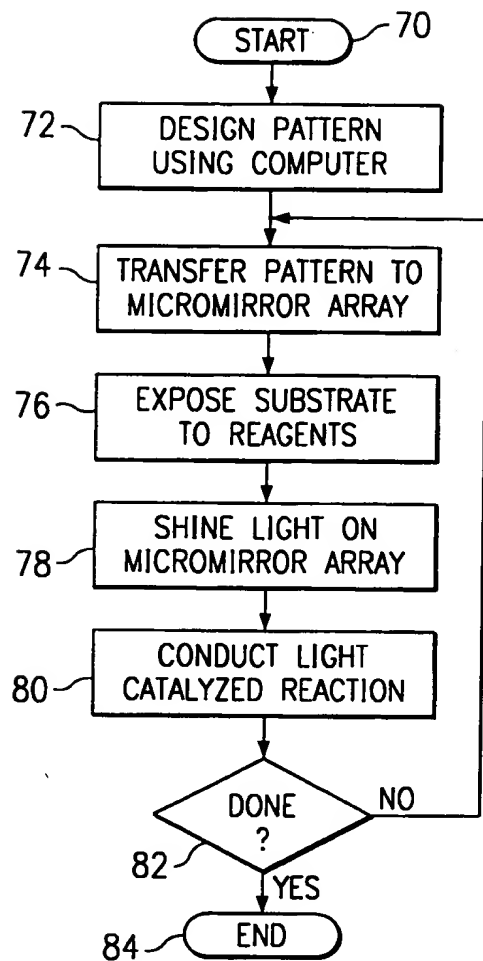 START
70
72
DESIGN PATTERN
USING COMPUTER
74
TRANSFER PATTERN TO
MICROMIRROR ARRAY
76
EXPOSE SUBSTRATE
TO REAGENTS
78
SHINE LIGHT ON
MICROMIRROR ARRAY
80
CONDUCT LIGHT
CATALYZED REACTION
DONE
?
NO
82
YES
84
END